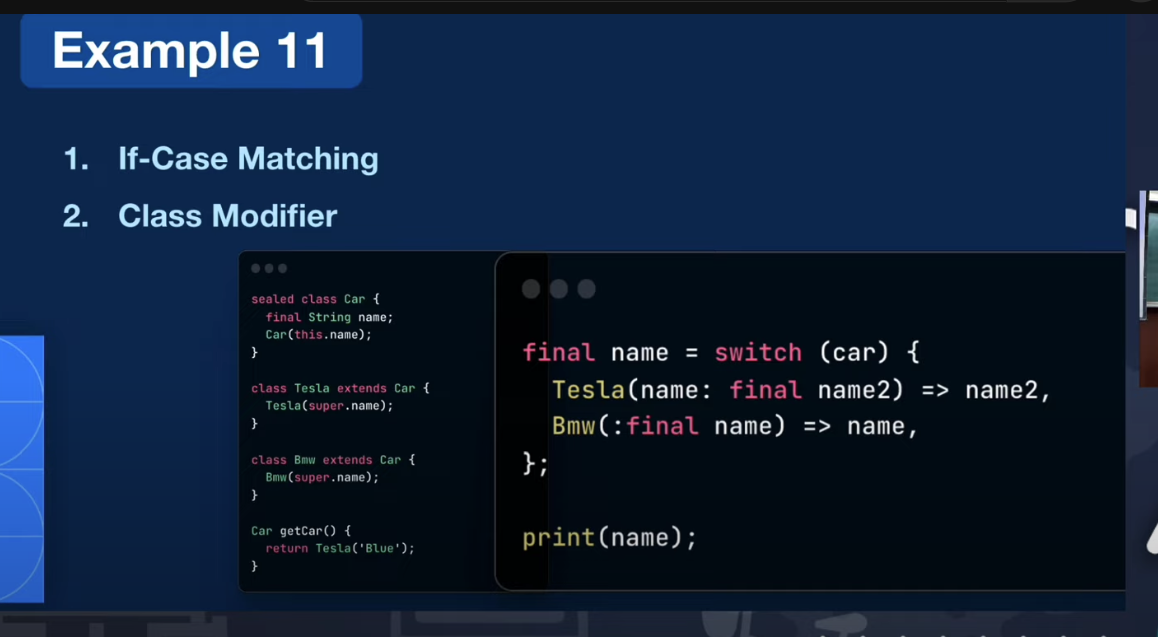 Example 11
1. If-Case Matching
2. Class Modifier
sealed class Car {
  final String name;
  Car(this.name);
}

class Tesla extends Car {
  Tesla(super.name);
}

class Bmw extends Car {
  Bmw(super.name);
}

Car getCar() {
  return Tesla('Blue');
}
final name = switch (car) {
  Tesla(name: final name2) => name2,
  Bmw(:final name) => name,
};

print(name);